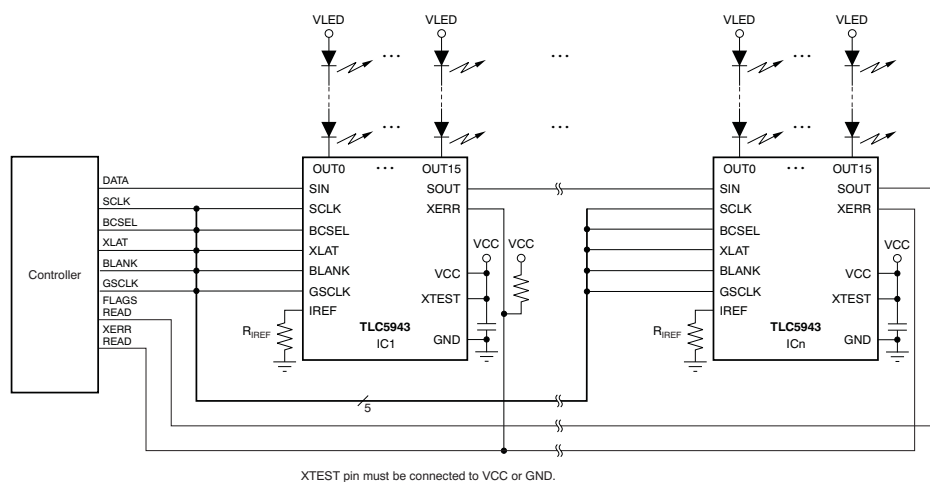 VLED
VLED
VLED
VLED
OUT0 ... OUT15
OUT0 ... OUT15
Controller
DATA
SCLK
BCSEL
XLAT
BLANK
GSCLK
FLAGS
READ
XERR
READ
SIN
SCLK
BCSEL
XLAT
BLANK
GSCLK
IREF
SOUT
XERR
VCC
XTEST
GND
VCC
VCC
RIREF
TLC5943
IC1
SIN
SCLK
BCSEL
XLAT
BLANK
GSCLK
IREF
SOUT
XERR
VCC
XTEST
GND
VCC
RIREF
TLC5943
ICn
5
XTEST pin must be connected to VCC or GND.